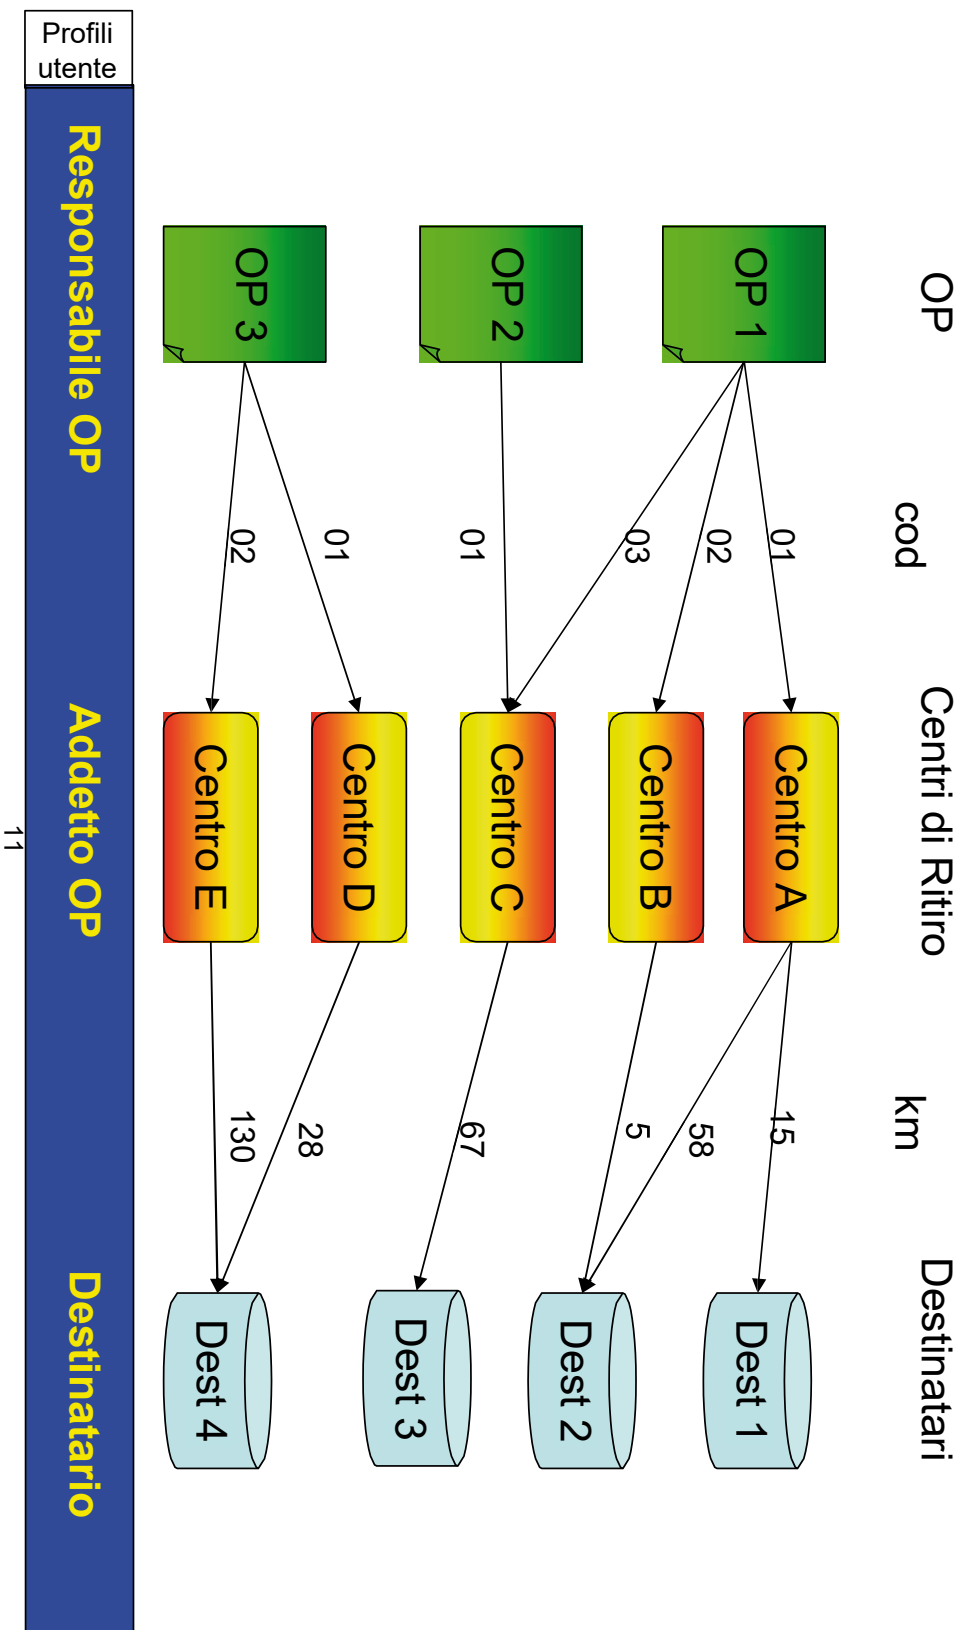 OP
cod
Centri di Ritiro
km
Destinatari
OP 1
01
Centro A
15
Dest 1
02
58
Centro B
5
Dest 2
03
OP 2
01
Centro C
67
Dest 3
01
Centro D
28
OP 3
02
Centro E
130
Dest 4
Profili
utente
Responsabile OP
Addetto OP
Destinatario
11